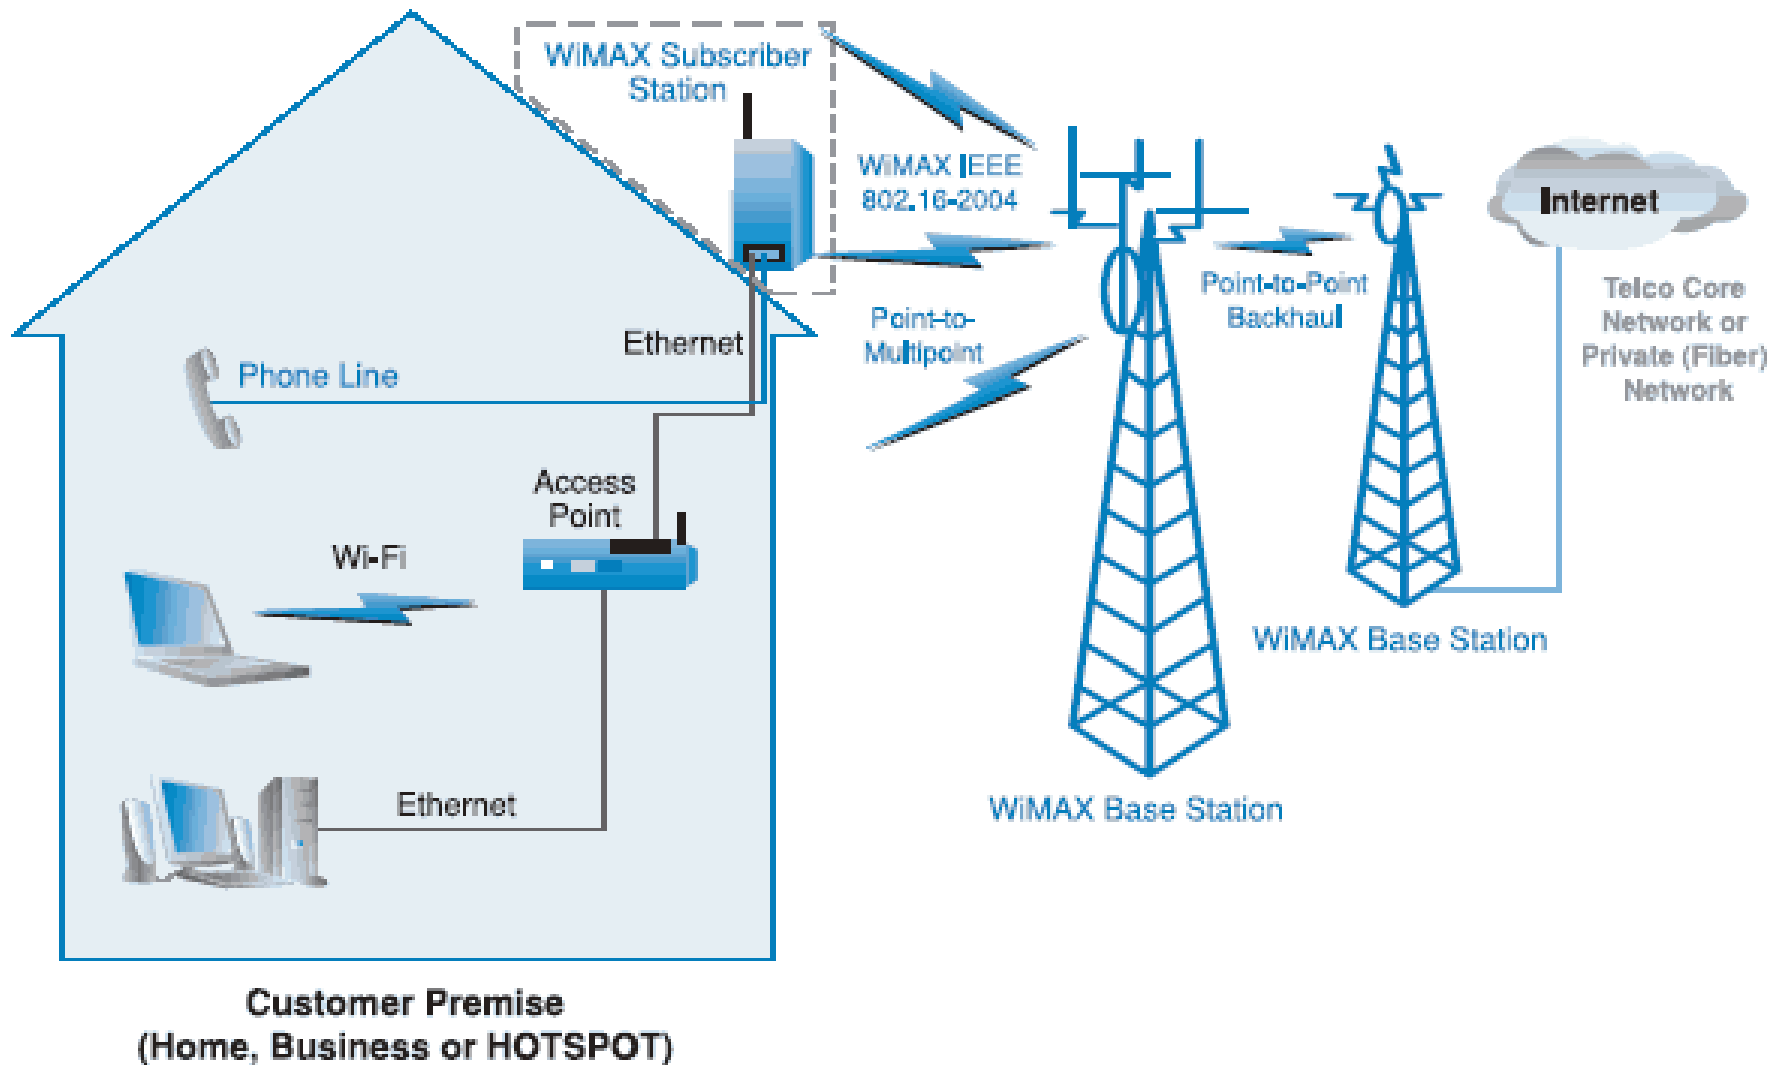 WiMAX Subscriber
Station
WiMAX IEEE
802.16-2004
Internet
Point-to-Point
Backhaul
Telco Core
Network or
Private (Fiber)
Network
Point-to-
Multipoint
Ethernet
Phone Line
Access
Point
Wi-Fi
WiMAX Base Station
Ethernet
WiMAX Base Station
Customer Premise
(Home, Business or HOTSPOT)